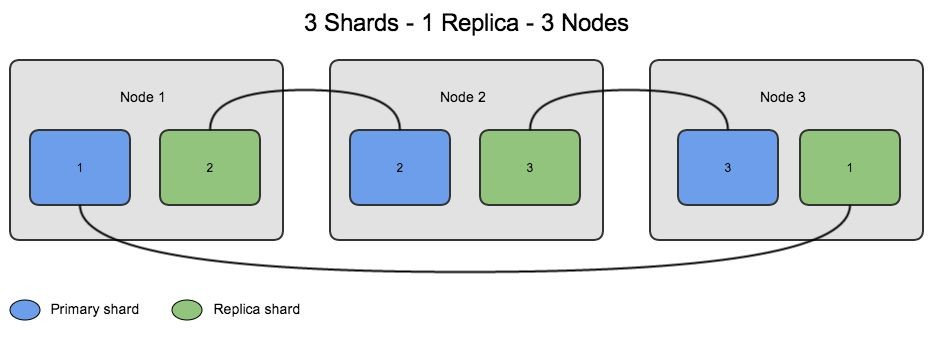 3 Shards - 1 Replica - 3 Nodes
Node 1
Node 2
Node 3
1
2
2
3
3
1
Primary shard
Replica shard